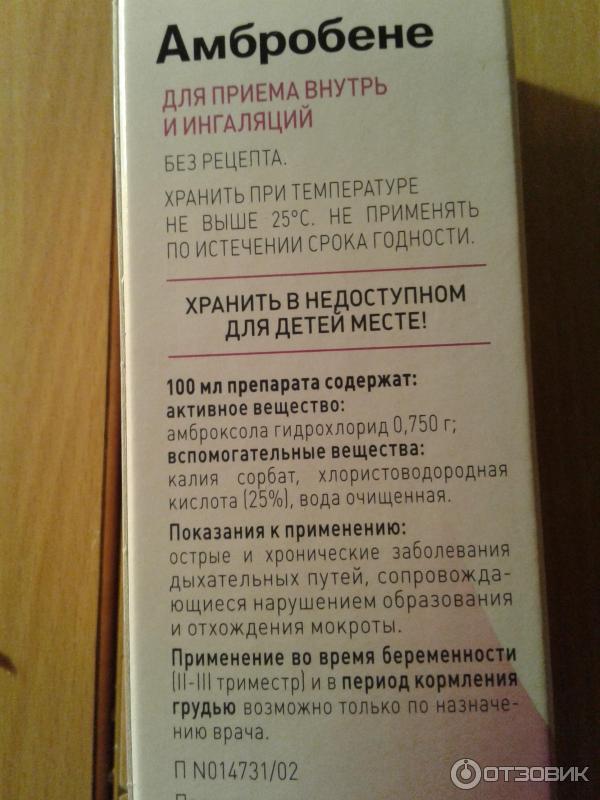 Амбробене
ДЛЯ ПРИЕМА ВНУТРЬ
И ИНГАЛЯЦИЙ
БЕЗ РЕЦЕПТА.
ХРАНИТЬ ПРИ ТЕМПЕРАТУРЕ
НЕ ВЫШЕ 25°С. НЕ ПРИМЕНЯТЬ
ПО ИСТЕЧЕНИИ СРОКА ГОДНОСТИ.
ХРАНИТЬ В НЕДОСТУПНОМ
ДЛЯ ДЕТЕЙ МЕСТЕ!
100 мл препарата содержат:
активное вещество:
амброксола гидрохлорид 0,750 г;
вспомогательные вещества:
калия сорбат, хлористоводородная
кислота (25%), вода очищенная.
Показания к применению:
острые и хронические заболевания
дыхательных путей, сопровожда-
ющиеся нарушением образования
и отхождения мокроты.
Применение во время беременности
(II-III триместр) и в период кормления
грудью возможно только по назначе-
нию врача.
П N014731/02
ОТЗОВИК